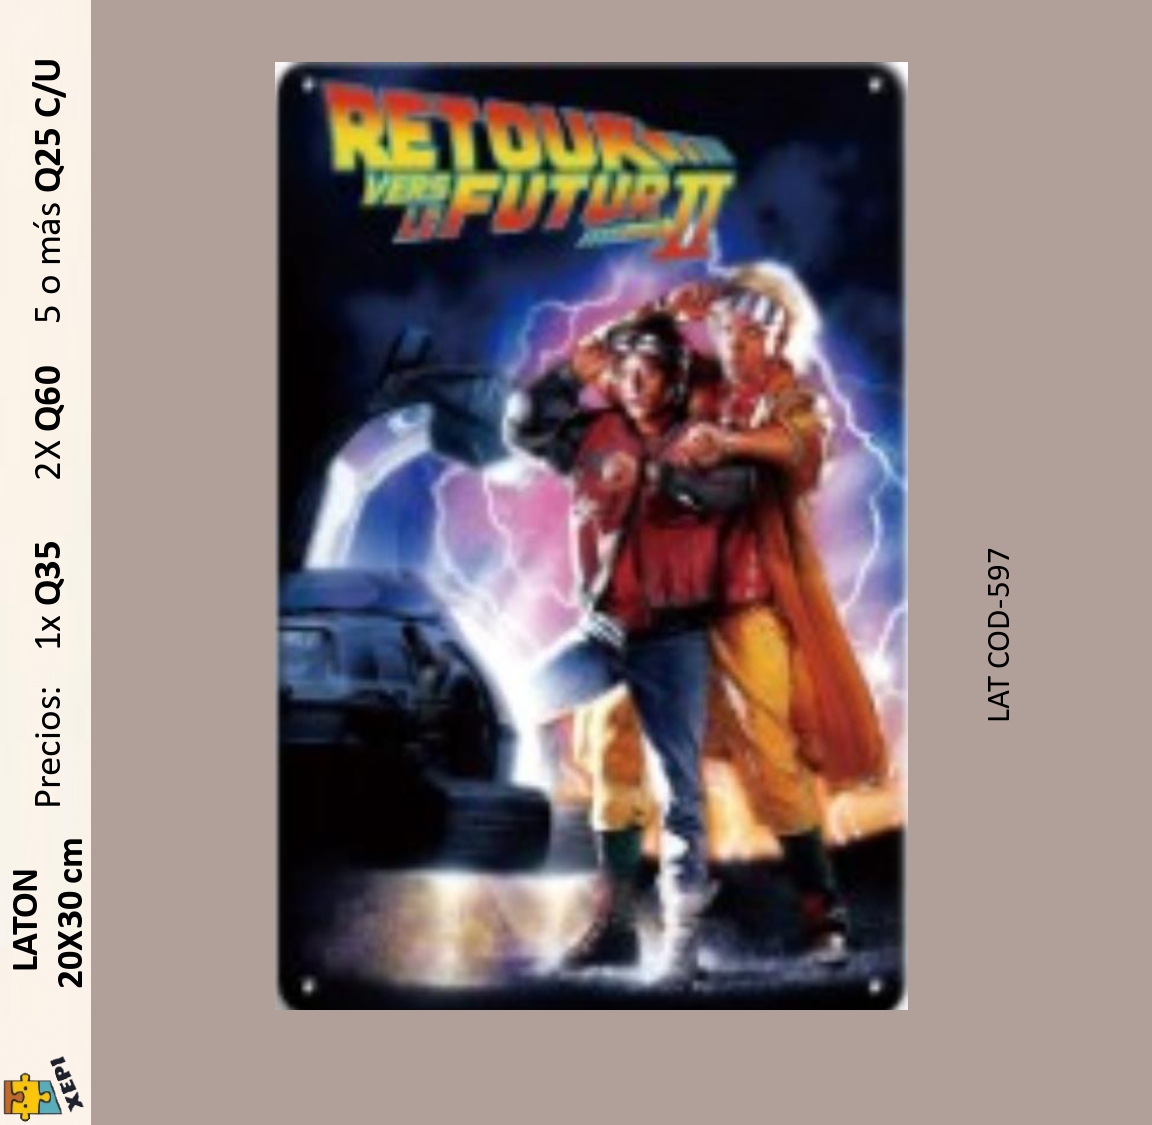 LATON
20X30 cm
Precios: 1x Q35 2X Q60 5 o más Q25 C/U
XEPI
RETOUR
VERS
LE FUTUR II
LAT COD-597